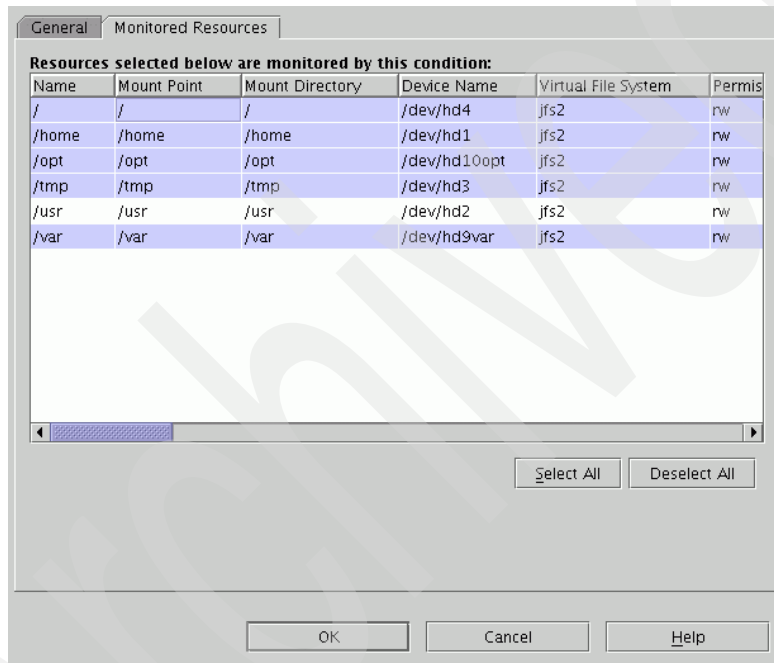 General Monitored Resources
Resources selected below are monitored by this condition:
Name Mount Point Mount Directory Device Name Virtual File System Permis
/ / / /dev/hd4 jfs2 rw
/home /home /home /dev/hd1 jfs2 rw
/opt /opt /opt /dev/hd10opt jfs2 rw
/tmp /tmp /tmp /dev/hd3 jfs2 rw
/usr /usr /usr /dev/hd2 jfs2 rw
/var /var /var /dev/hd9var jfs2 rw
Select All Deselect All
OK Cancel Help